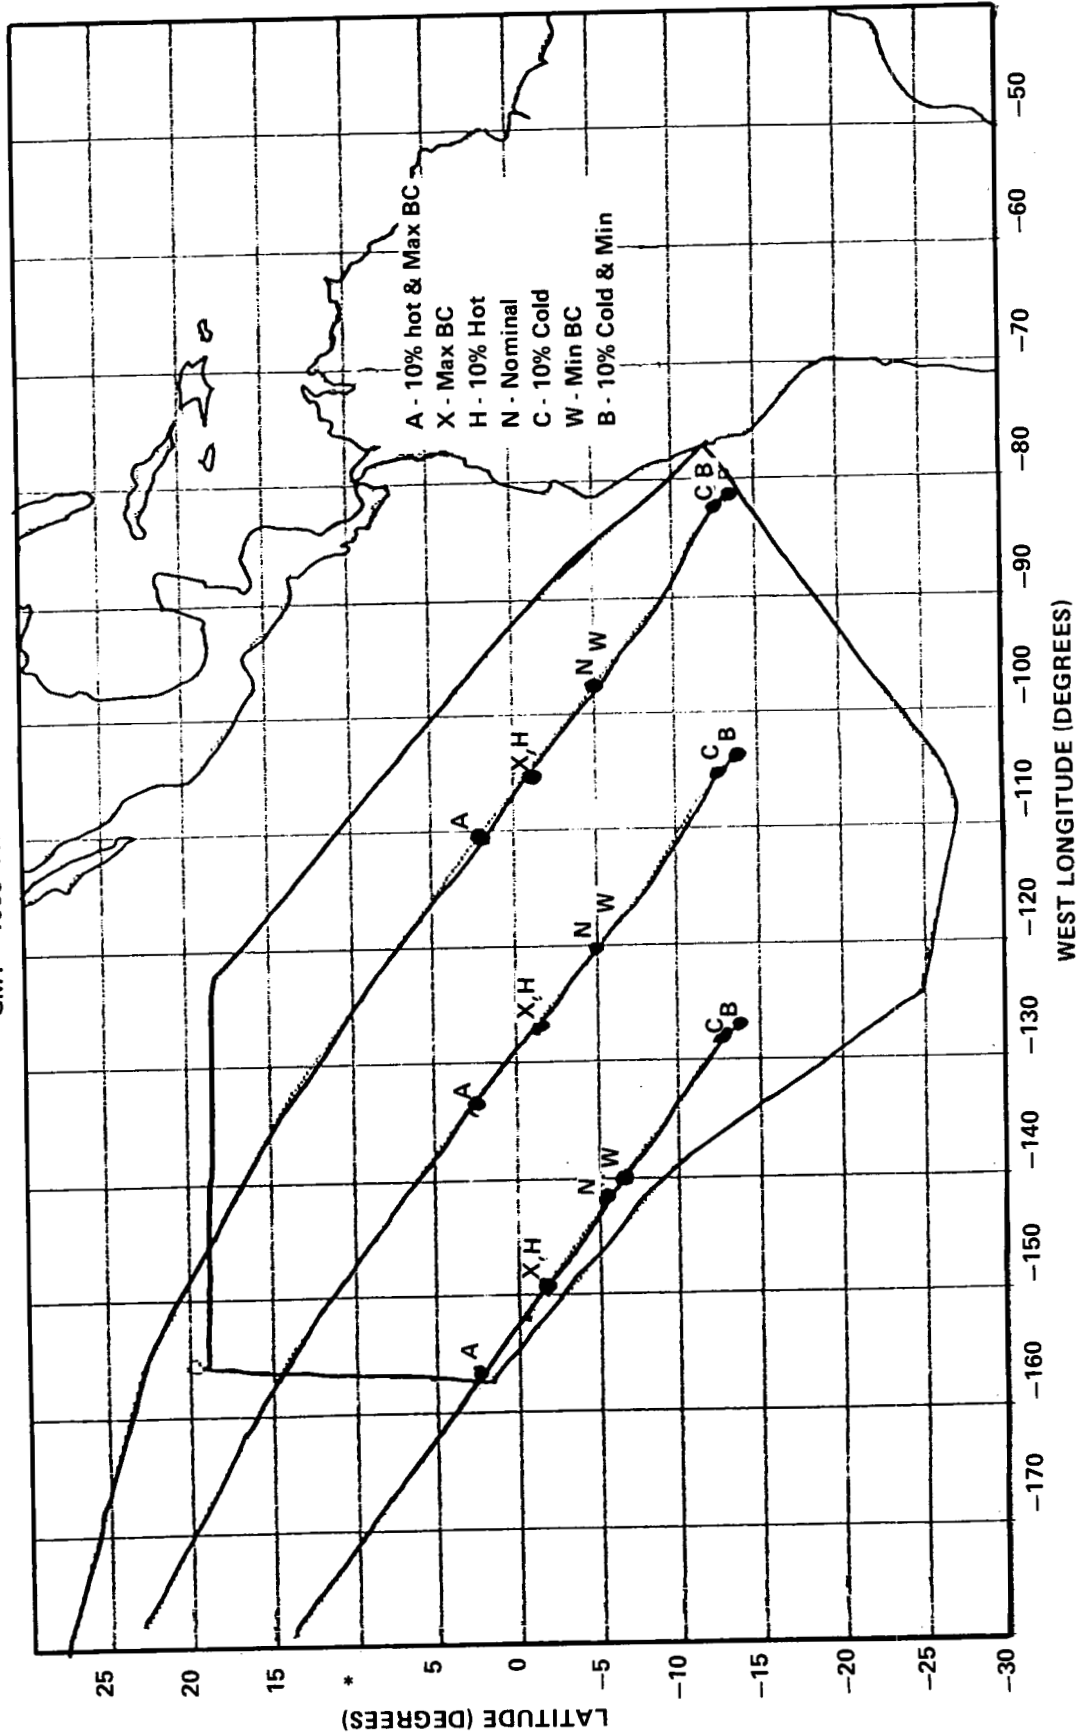 A - 10% hot & Max BC
X - Max BC
H - 10% Hot
N - Nominal
C - 10% Cold
W - Min BC
B - 10% Cold & Min
A
X,H
N W
C B
A
X,H
N W
C B
A
X,H
N W
C B
LATITUDE (DEGREES)
25
20
15
*
5
0
-5
-10
-15
-20
-25
-30
-170 -160 -150 -140 -130 -120 -110 -100 -90 -80 -70 -60 -50
WEST LONGITUDE (DEGREES)